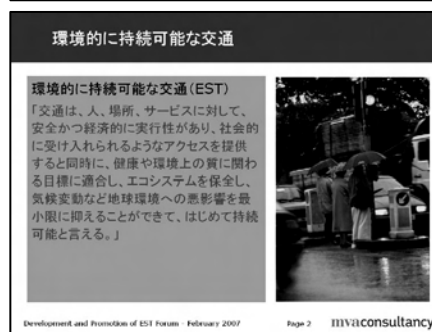 環境的に持続可能な交通
環境的に持続可能な交通(EST)
「交通は、人、場所、サービスに対して、
安全かつ経済的に実行性があり、社会的
に受け入れられるようなアクセスを提供
すると同時に、健康や環境上の質に関わ
る目標に適合し、エコシステムを保全し、
気候変動など地球環境への悪影響を最
小限に抑えることができて、はじめて持続
可能と言える。」
Development and Promotion of EST Forum - February 2007
Page 2
mvaconsultancy